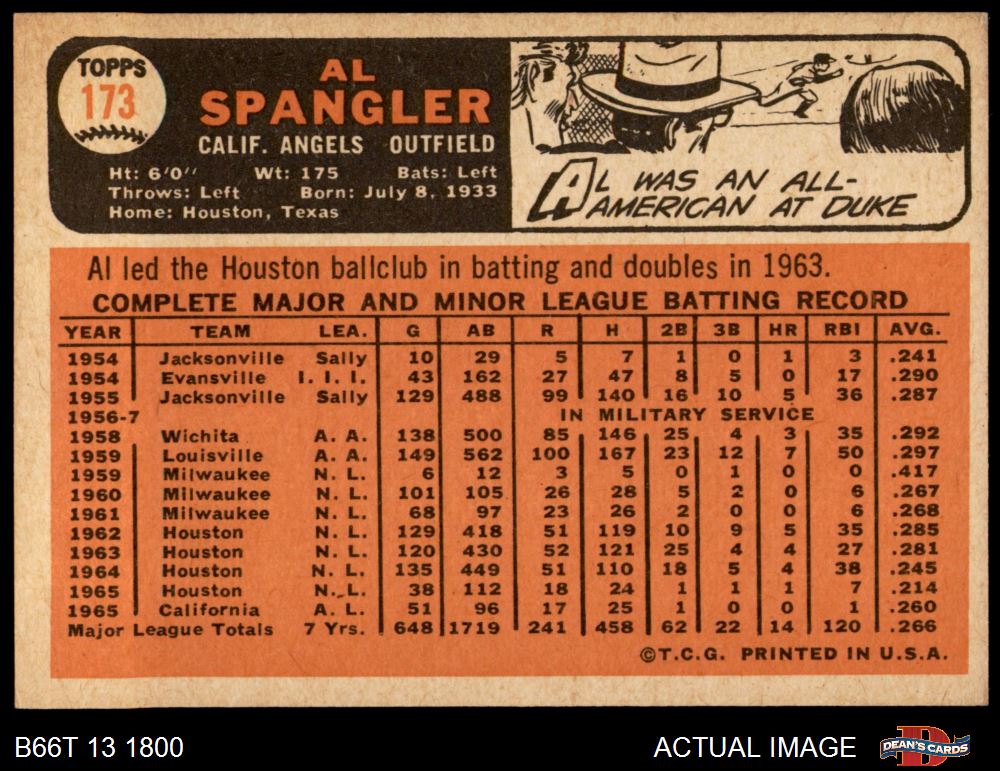 TOPPS
173
AL
SPANGLER
CALIF. ANGELS OUTFIELD
Ht: 6'0" Wt: 175 Bats: Left
Throws: Left Born: July 8, 1933
Home: Houston, Texas
AL WAS AN ALL-
AMERICAN AT DUKE
Al led the Houston ballclub in batting and doubles in 1963.
COMPLETE MAJOR AND MINOR LEAGUE BATTING RECORD
YEAR TEAM LEA. G AB R H 2B 3B HR RBI AVG.
1954 Jacksonville Sally 10 29 5 7 1 0 1 3 .241
1954 Evansville I. I. I. 43 162 27 47 8 5 0 17 .290
1955 Jacksonville Sally 129 488 99 140 16 10 5 36 .287
1956-7 IN MILITARY SERVICE
1958 Wichita A. A. 138 500 85 146 25 4 3 35 .292
1959 Louisville A. A. 149 562 100 167 23 12 7 50 .297
1959 Milwaukee N. L. 6 12 3 5 0 1 0 0 .417
1960 Milwaukee N. L. 101 105 26 28 5 2 0 6 .267
1961 Milwaukee N. L. 68 97 23 26 2 0 0 6 .268
1962 Houston N. L. 129 418 51 119 10 9 5 35 .285
1963 Houston N. L. 120 430 52 121 25 4 4 27 .281
1964 Houston N. L. 135 449 51 110 18 5 4 38 .245
1965 Houston N. L. 38 112 18 24 1 1 1 7 .214
1965 California A. L. 51 96 17 25 1 0 0 1 .260
Major League Totals 7 Yrs. 648 1719 241 458 62 22 14 120 .266
©T.C.G. PRINTED IN U.S.A.
B66T 13 1800 ACTUAL IMAGE DEAN'S CARDS